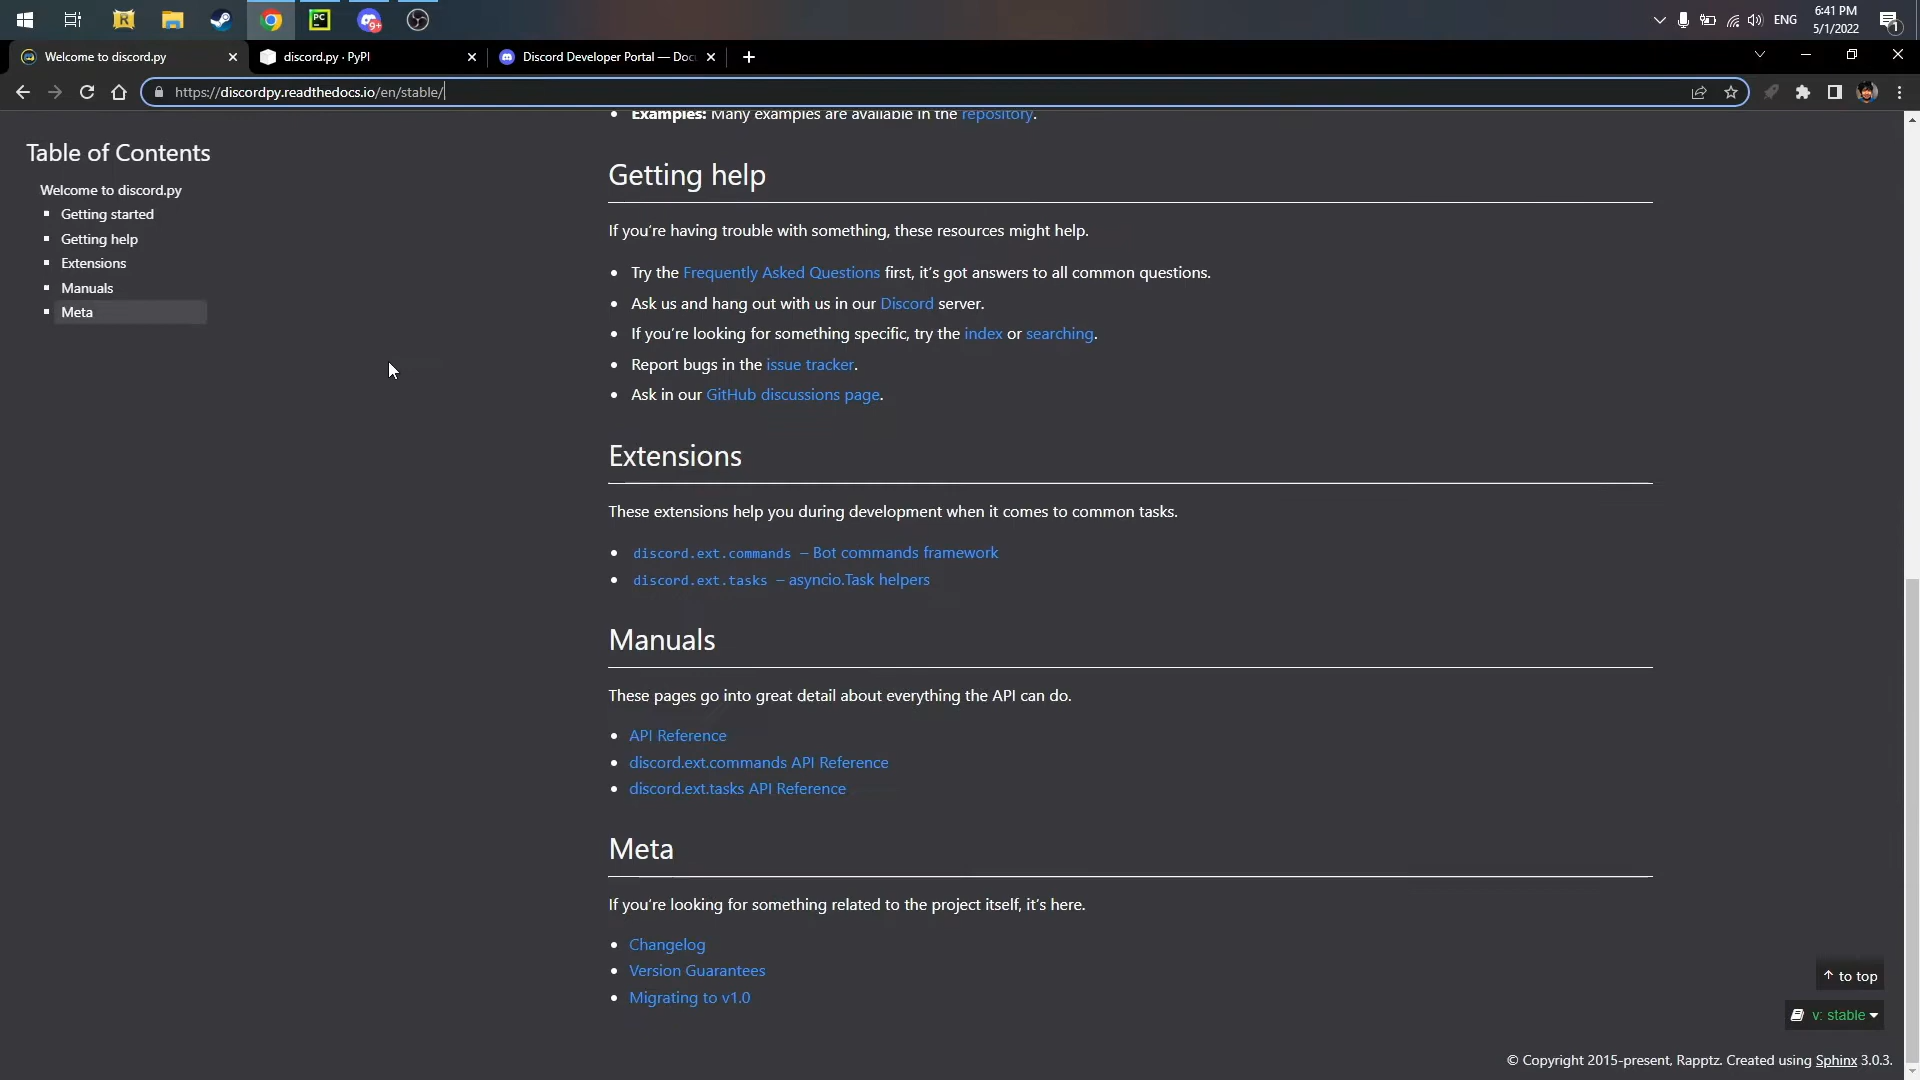 ENG
6:41 PM
5/1/2022
1
Welcome to discord.py
discord.py · PyPI
Discord Developer Portal — Doc
https://discordpy.readthedocs.io/en/stable/
Table of Contents
Welcome to discord.py
Getting started
Getting help
Extensions
Manuals
Meta
Examples: Many examples are available in the repository.
Getting help
If you're having trouble with something, these resources might help.
Try the Frequently Asked Questions first, it's got answers to all common questions.
Ask us and hang out with us in our Discord server.
If you're looking for something specific, try the index or searching.
Report bugs in the issue tracker.
Ask in our GitHub discussions page.
Extensions
These extensions help you during development when it comes to common tasks.
discord.ext.commands – Bot commands framework
discord.ext.tasks – asyncio.Task helpers
Manuals
These pages go into great detail about everything the API can do.
API Reference
discord.ext.commands API Reference
discord.ext.tasks API Reference
Meta
If you're looking for something related to the project itself, it's here.
Changelog
Version Guarantees
Migrating to v1.0
↑ to top
v: stable
© Copyright 2015-present, Rapptz. Created using Sphinx 3.0.3.